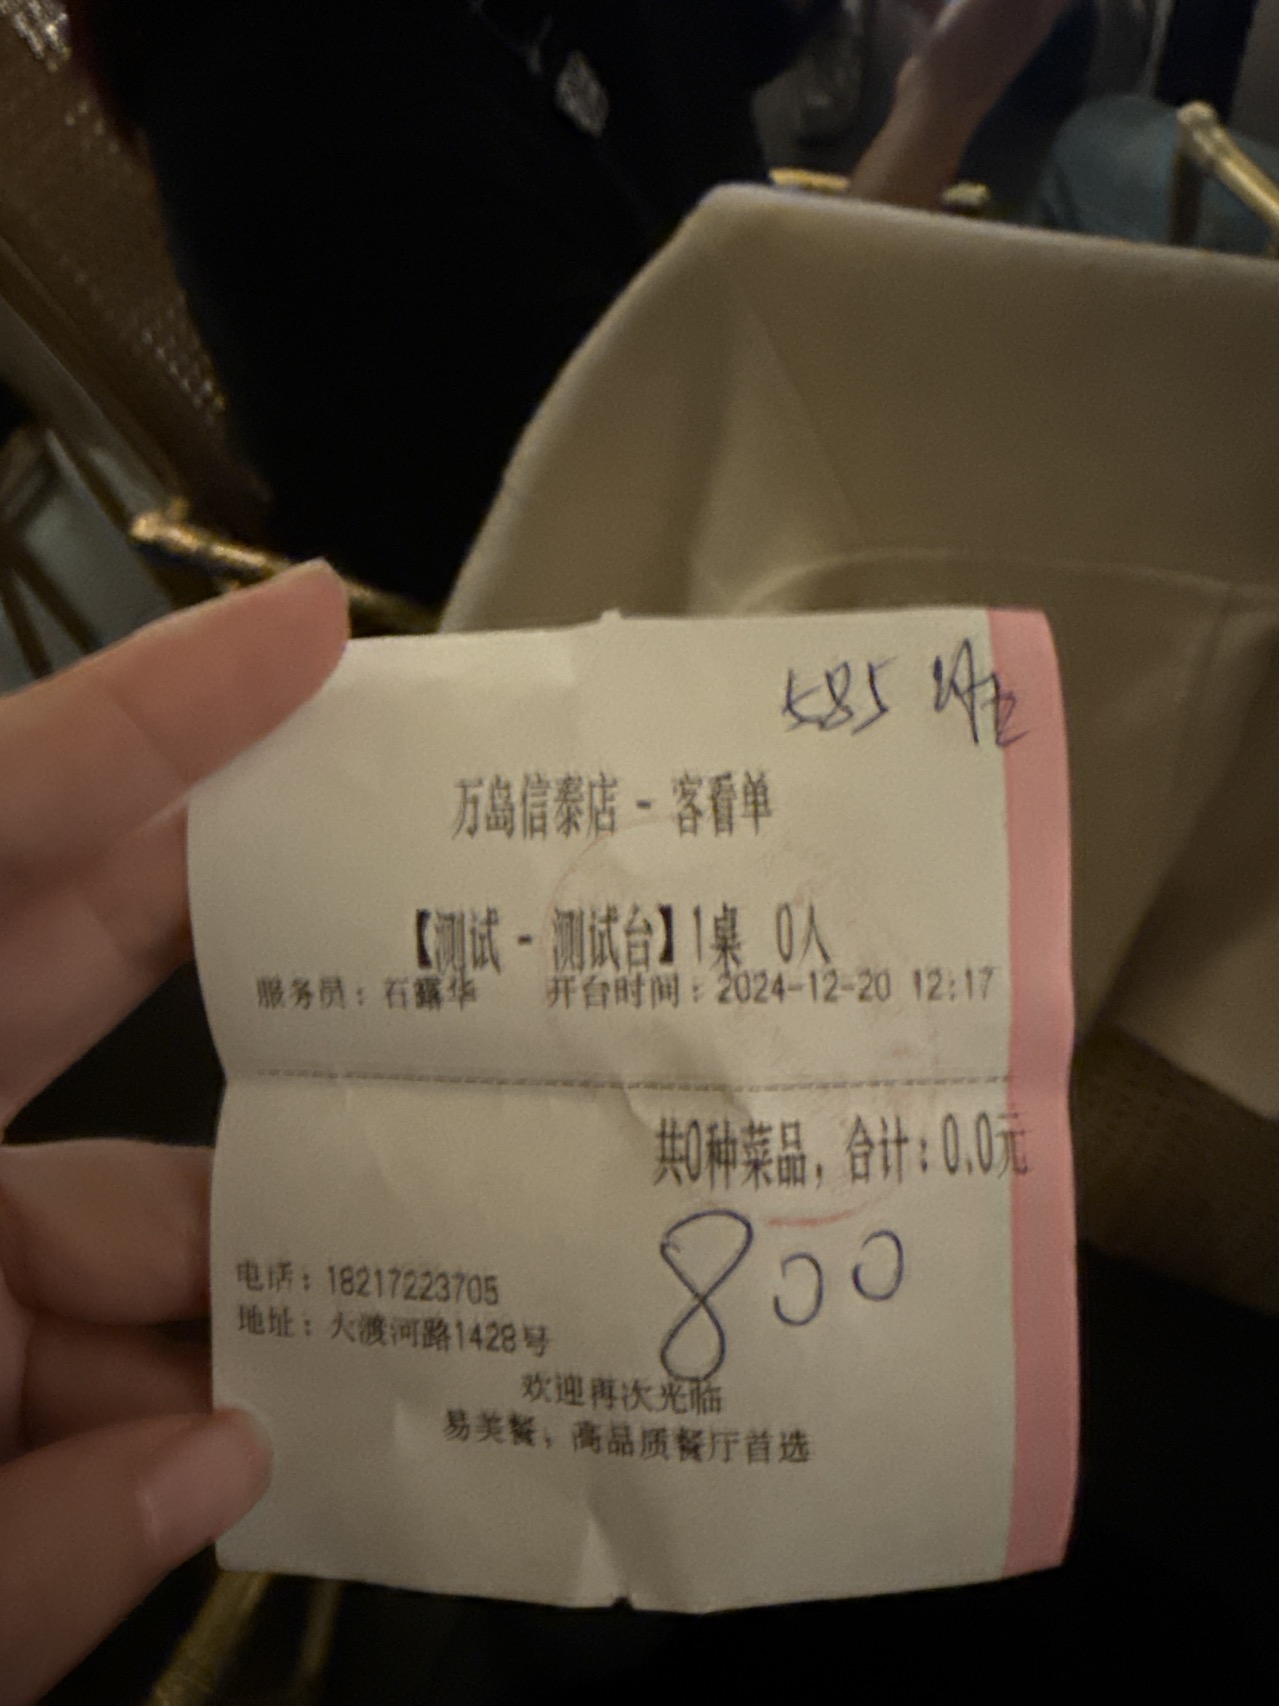 585
万岛信泰店 - 客看单
【测试 - 测试台】1桌 0人
服务员：石露华 开台时间：2024-12-20 12:17
共0种菜品，合计：0.0元
800
电话：18217223705
地址：大渡河路1428号
欢迎再次光临
易美餐，高品质餐厅首选